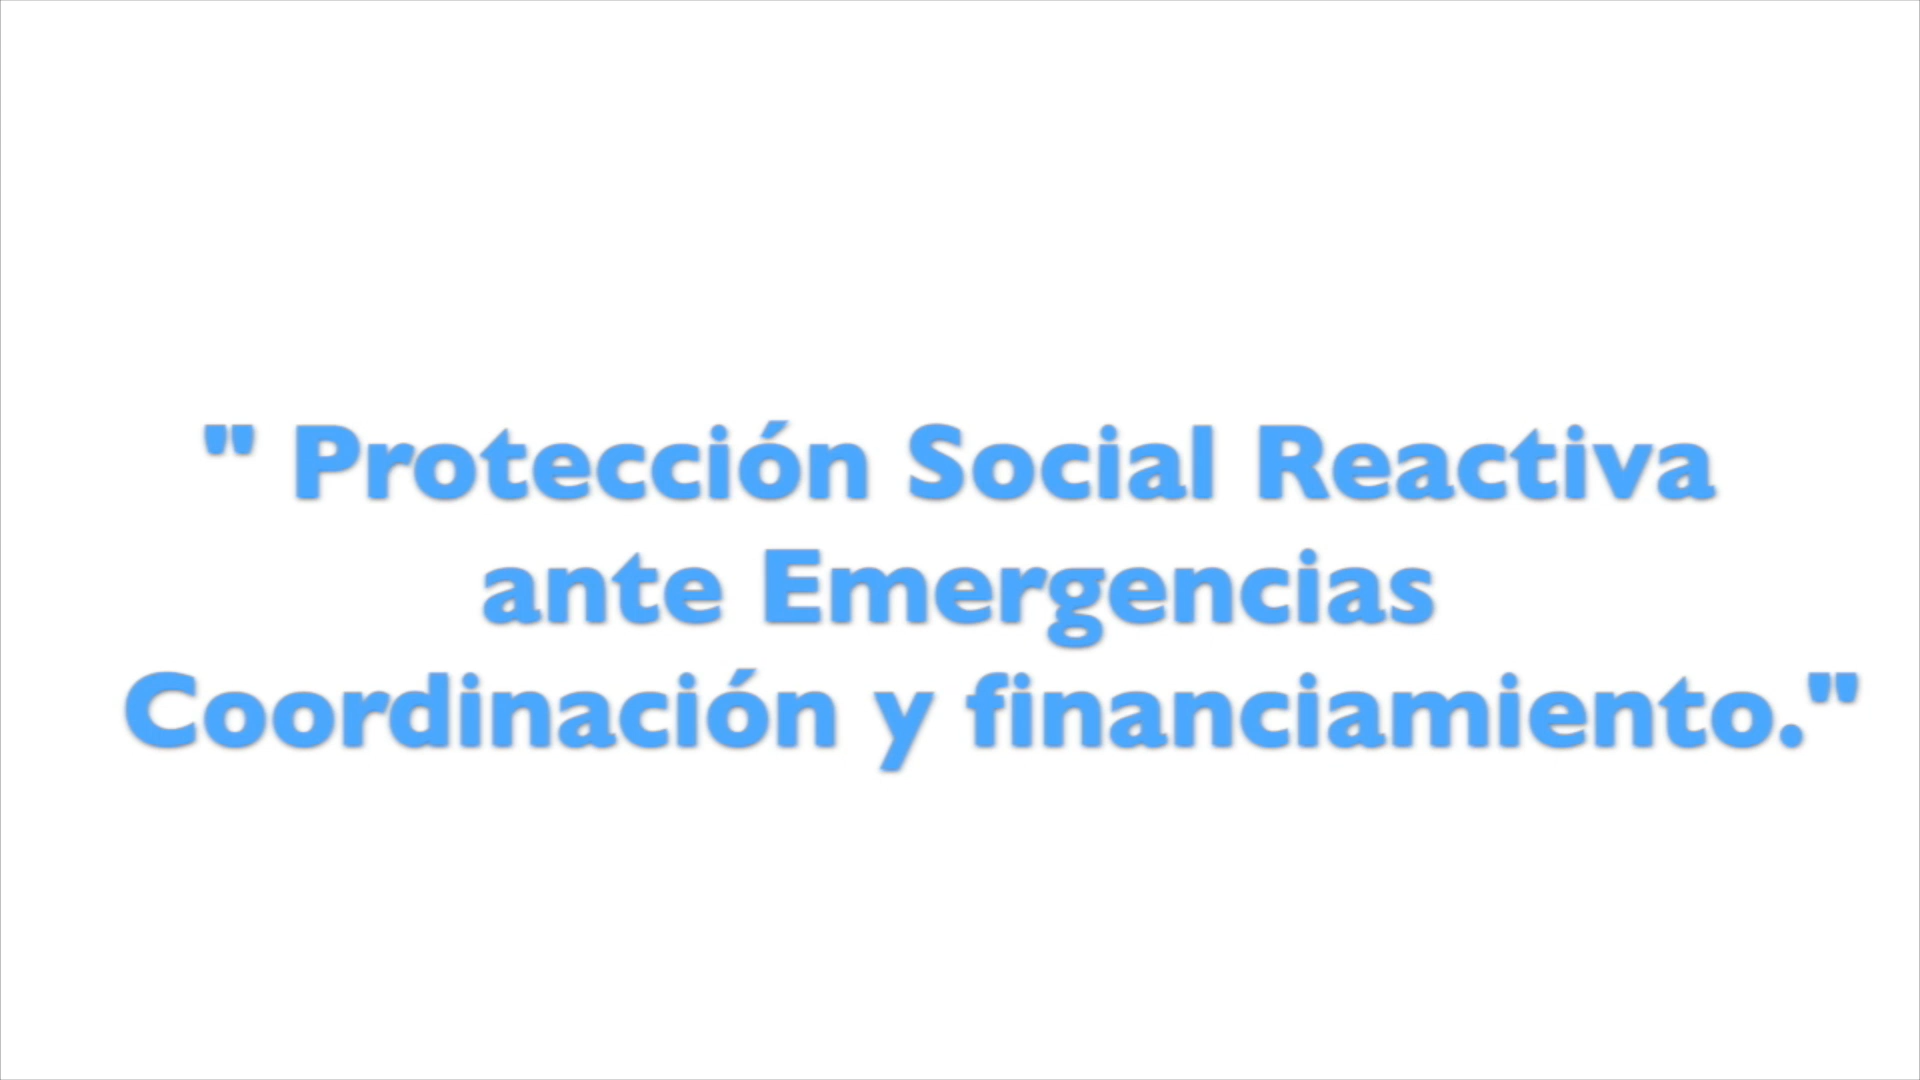 " Protección Social Reactiva
ante Emergencias
Coordinación y financiamiento."